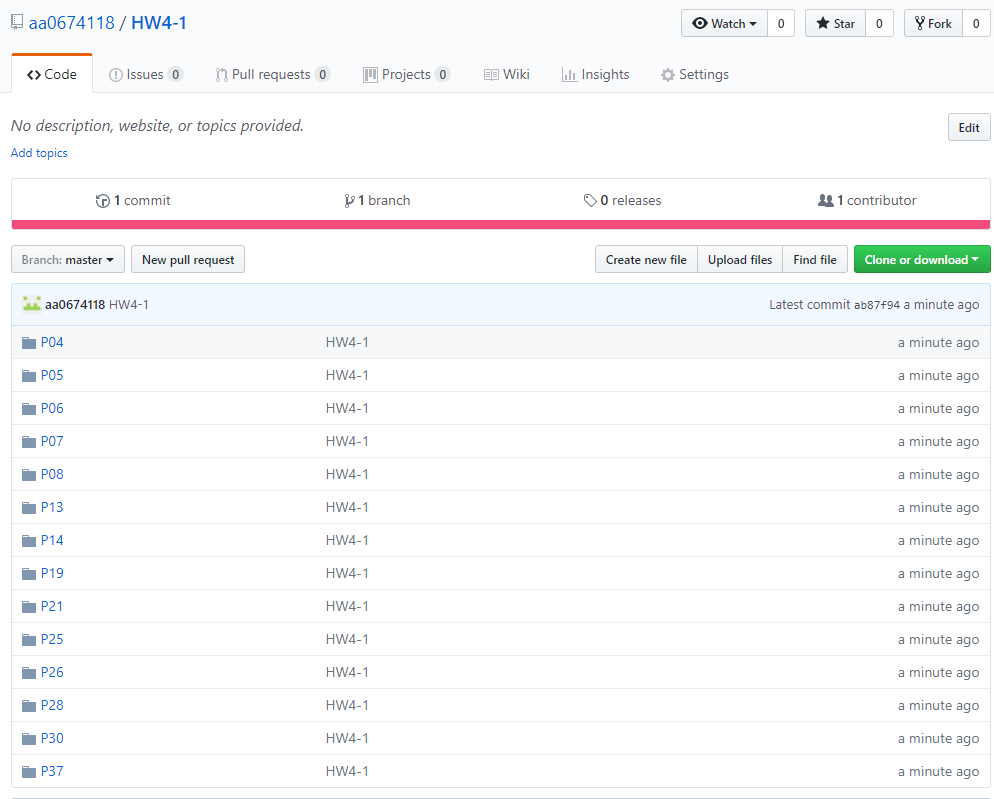 aa0674118 / HW4-1 Watch 0 Star 0 Fork 0
Code Issues 0 Pull requests 0 Projects 0 Wiki Insights Settings
No description, website, or topics provided. Edit
Add topics
1 commit 1 branch 0 releases 1 contributor
Branch: master New pull request Create new file Upload files Find file Clone or download
aa0674118 HW4-1 Latest commit ab87f94 a minute ago
P04 HW4-1 a minute ago
P05 HW4-1 a minute ago
P06 HW4-1 a minute ago
P07 HW4-1 a minute ago
P08 HW4-1 a minute ago
P13 HW4-1 a minute ago
P14 HW4-1 a minute ago
P19 HW4-1 a minute ago
P21 HW4-1 a minute ago
P25 HW4-1 a minute ago
P26 HW4-1 a minute ago
P28 HW4-1 a minute ago
P30 HW4-1 a minute ago
P37 HW4-1 a minute ago